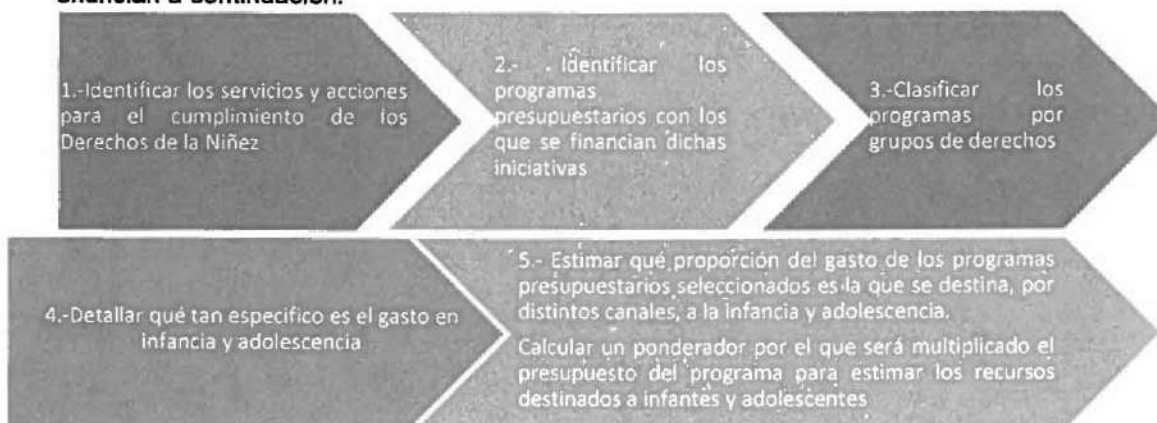 enuncian a continuación:
1.-Identificar los servicios y acciones
para el cumplimiento de los
Derechos de la Niñez
2.- Identificar los
programas
presupuestarios con los
que se financian dichas
iniciativas
3.-Clasificar los
programas por
grupos de derechos
4.-Detallar qué tan especifico es el gasto en
infancia y adolescencia
5.- Estimar qué proporción del gasto de los programas
presupuestarios seleccionados es la que se destina, por
distintos canales, a la infancia y adolescencia.
Calcular un ponderador por el que será multiplicado el
presupuesto del programa para estimar los recursos
destinados a infantes y adolescentes